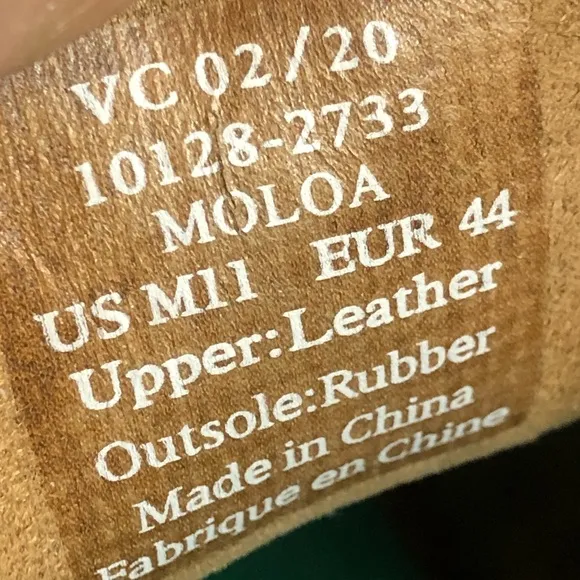 VC 02/20
10128-2733
MOLOA
US M11 EUR 44
Upper:Leather
Outsole:Rubber
Made in China
Fabrique en Chine